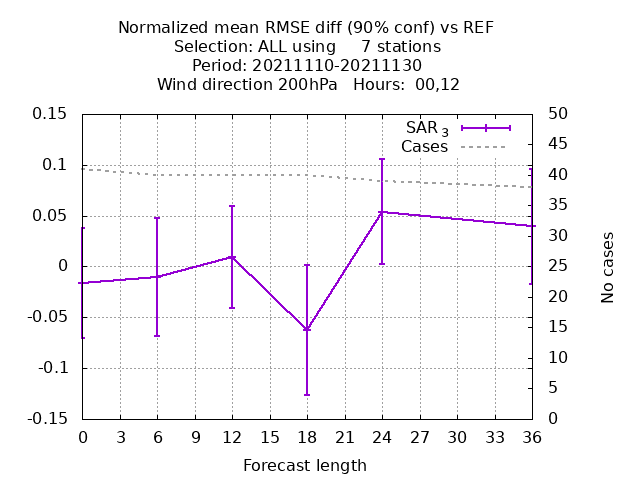 Normalized mean RMSE diff (90% conf) vs REF
Selection: ALL using 7 stations
Period: 20211110-20211130
Wind direction 200hPa Hours: 00,12
SAR 3
Cases
0.15
0.1
0.05
0
-0.05
-0.1
-0.15
50
45
40
35
30
25
20
15
10
5
0
No cases
0 3 6 9 12 15 18 21 24 27 30 33 36
Forecast length